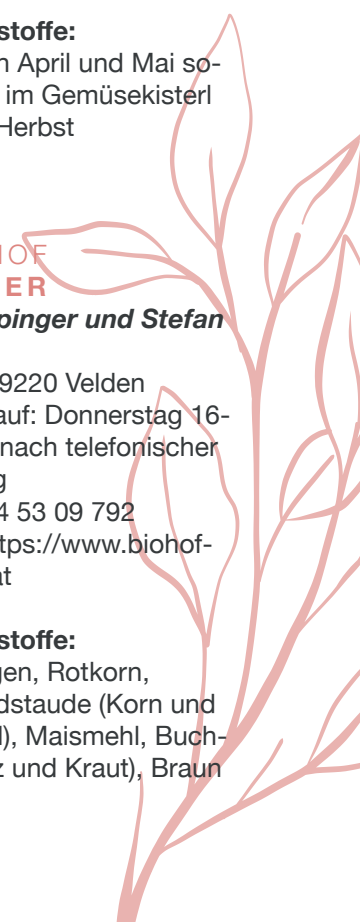 stoffe:
n April und Mai so-
im Gemüsekisterl
Herbst
HOF
ER
pinger und Stefan
9220 Velden
auf: Donnerstag 16-
nach telefonischer
g
4 53 09 792
tps://www.biohof-
at
stoffe:
gen, Rotkorn,
dstaude (Korn und
l), Maismehl, Buch-
z und Kraut), Braun